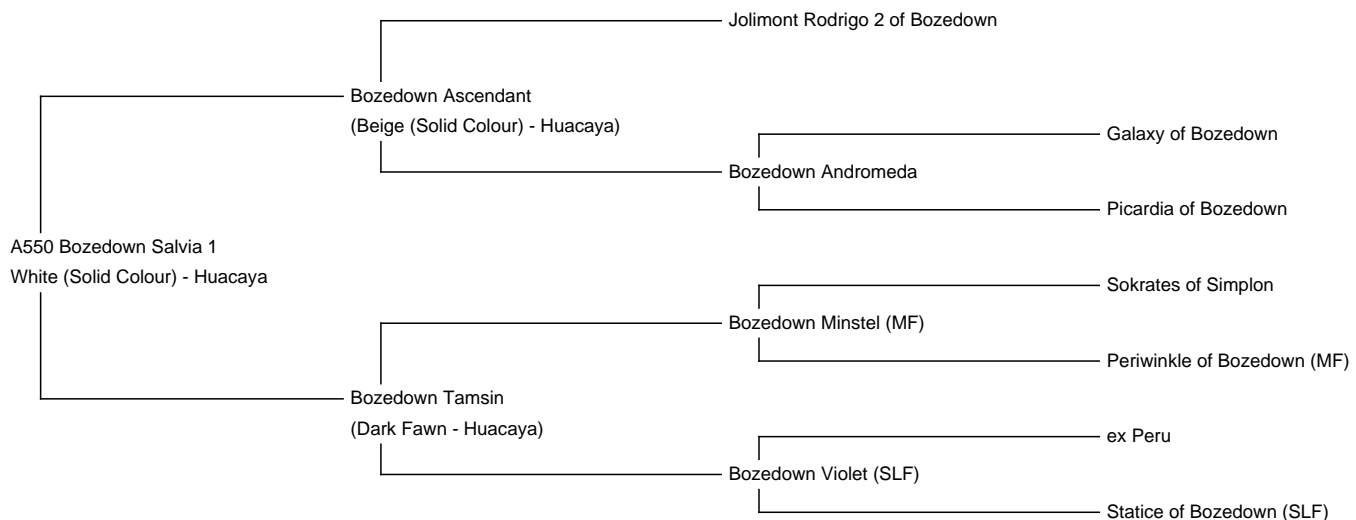 Jolimont Rodrigo 2 of Bozedown
Bozedown Ascendant
(Beige (Solid Colour) - Huacaya)
Galaxy of Bozedown
Bozedown Andromeda
Picardia of Bozedown
A550 Bozedown Salvia 1
White (Solid Colour) - Huacaya
Sokrates of Simplon
Bozedown Minstel (MF)
Periwinkle of Bozedown (MF)
Bozedown Tamsin
(Dark Fawn - Huacaya)
ex Peru
Bozedown Violet (SLF)
Statice of Bozedown (SLF)